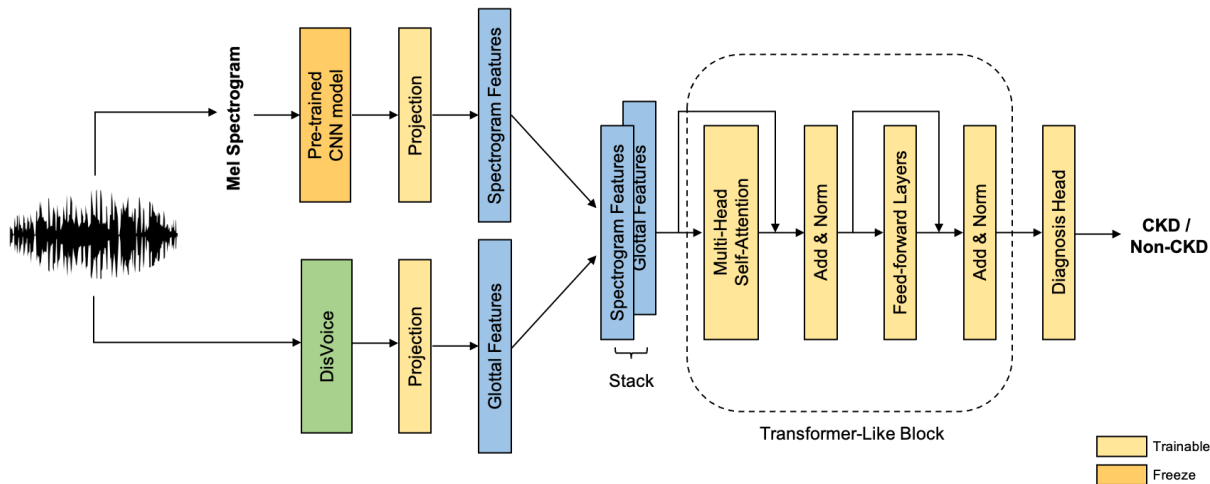 Mel Spectrogram
Pre-trained
CNN model
Projection
Spectrogram Features
DisVoice
Projection
Glottal Features
Spectrogram Features
Glottal Features
Stack
Multi-Head
Self-Attention
Add & Norm
Feed-forward Layers
Add & Norm
Transformer-Like Block
Diagnosis Head
CKD /
Non-CKD
Trainable
Freeze